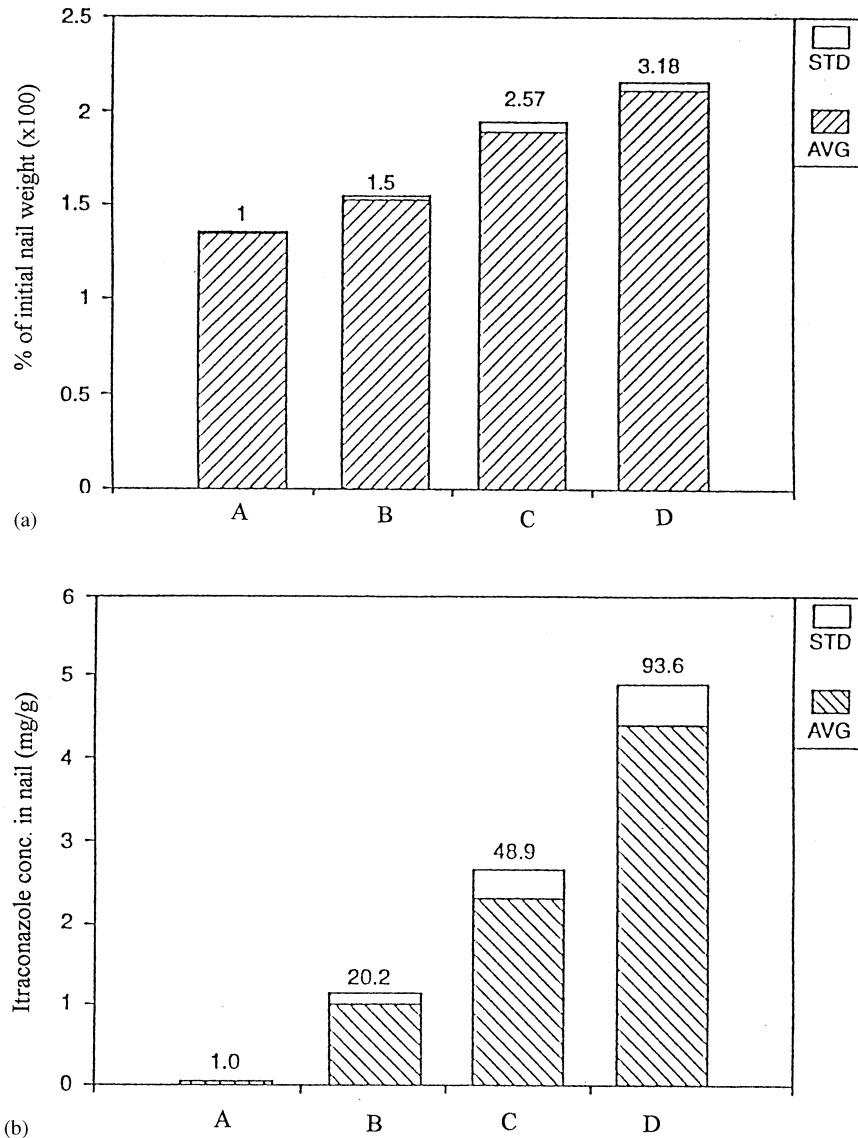 % of initial nail weight (x100)
2.5
2
1.5
1
0.5
0
1
1.5
2.57
3.18
A
B
C
D
STD
AVG
(a)
Itraconazole conc. in nail (mg/g)
6
5
4
3
2
1
0
1.0
20.2
48.9
93.6
A
B
C
D
STD
AVG
(b)